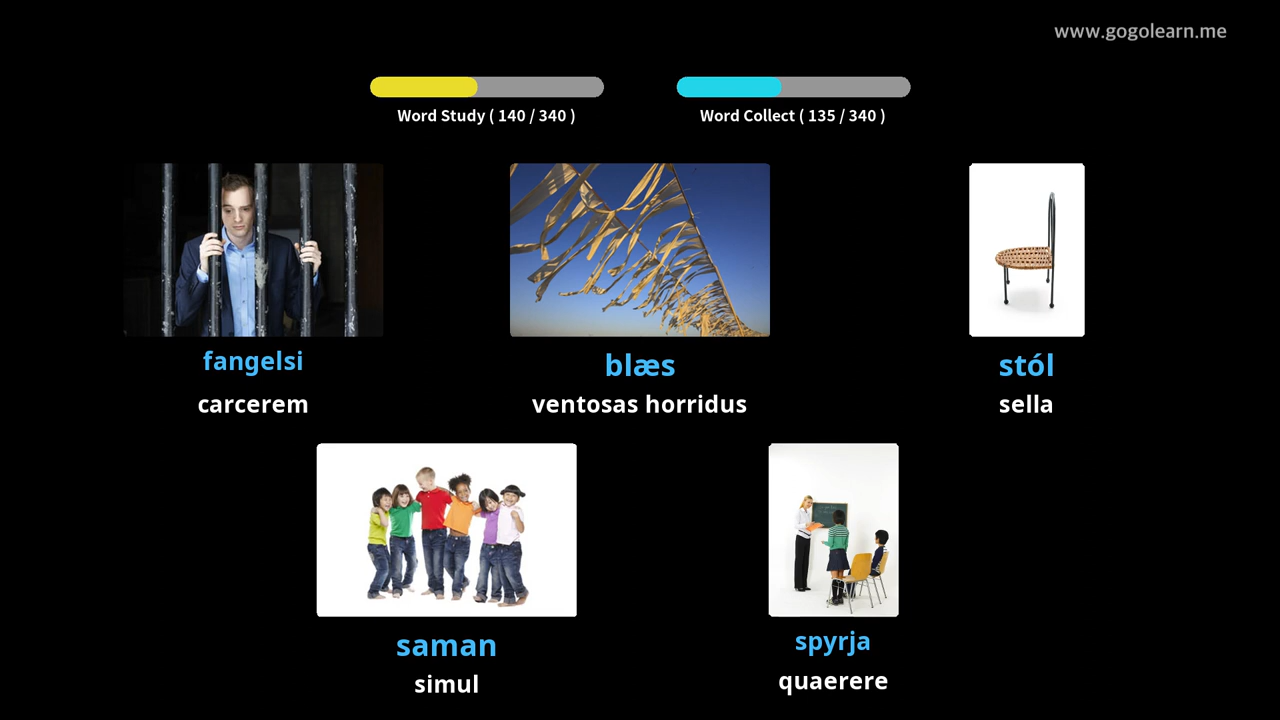 www.gogolearn.me
Word Study ( 140 / 340 )
Word Collect ( 135 / 340 )
fangelsi
carcerem
blæs
ventosas horridus
stól
sella
saman
simul
spyrja
quaerere